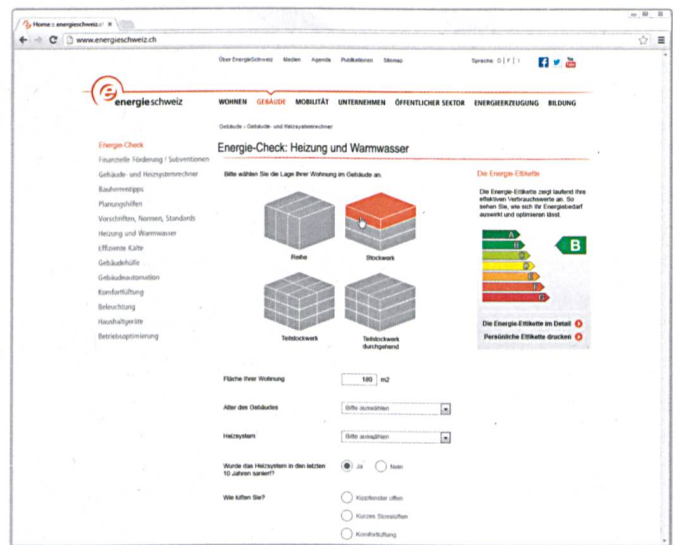 Home :: energieschweiz.c
www.energieschweiz.ch
Über EnergieSchweiz Medien Agenda Publikationen Sitemap
Sprache D | F | I
You Tube
energieschweiz
WOHNEN GEBÄUDE MOBILITÄT UNTERNEHMEN ÖFFENTLICHER SEKTOR ENERGIEERZEUGUNG BILDUNG
Gebäude › Gebäude- und Heizsystemrechner
Energie-Check
Finanzielle Förderung / Subventionen
Gebäude- und Heizsystemrechner
Bauherrentipps
Planungshilfen
Vorschriften, Normen, Standards
Heizung und Warmwasser
Effiziente Kälte
Gebäudehülle
Gebäudeautomation
Komfortlüftung
Beleuchtung
Haushaltgeräte
Betriebsoptimierung
Energie-Check: Heizung und Warmwasser
Bitte wählen Sie die Lage Ihrer Wohnung im Gebäude an.
Reihe
Stockwerk
Teilstockwerk
Teilstockwerk
durchgehend
Fläche Ihrer Wohnung 180 m2
Alter des Gebäudes Bitte auswählen
Heizsystem Bitte auswählen
Wurde das Heizsystem in den letzten
10 Jahren saniert? Ja Nein
Wie lüften Sie? Kippfenster offen
Kurzes Stosslüften
Komfortlüftung
Die Energie-Etikette
Die Energie-Etikette zeigt laufend Ihre
effektiven Verbrauchswerte an. So
sehen Sie, wie sich Ihr Energiebedarf
auswirkt und optimieren lässt.
A
B
B
C
D
E
F
G
Die Energie-Etikette im Detail
Persönliche Etikette drucken